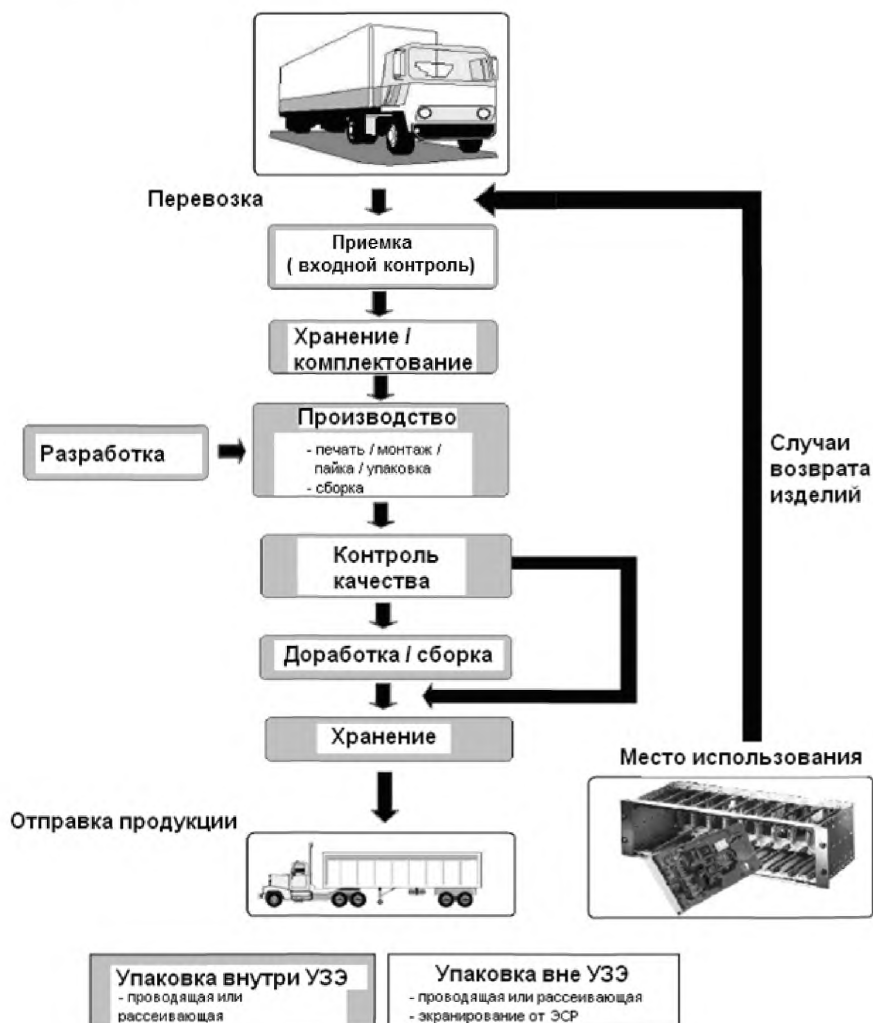 Перевозка
Приемка
( входной контроль)
Хранение /
комплектование
Производство
- печать / монтаж /
пайка / упаковка
- сборка
Разработка
Случаи
возврата
изделий
Контроль
качества
Доработка / сборка
Хранение
Место использования
Отправка продукции
Упаковка внутри УЗЭ
- проводящая или
рассеивающая
Упаковка вне УЗЭ
- проводящая или рассеивающая
- экранирование от ЭСР